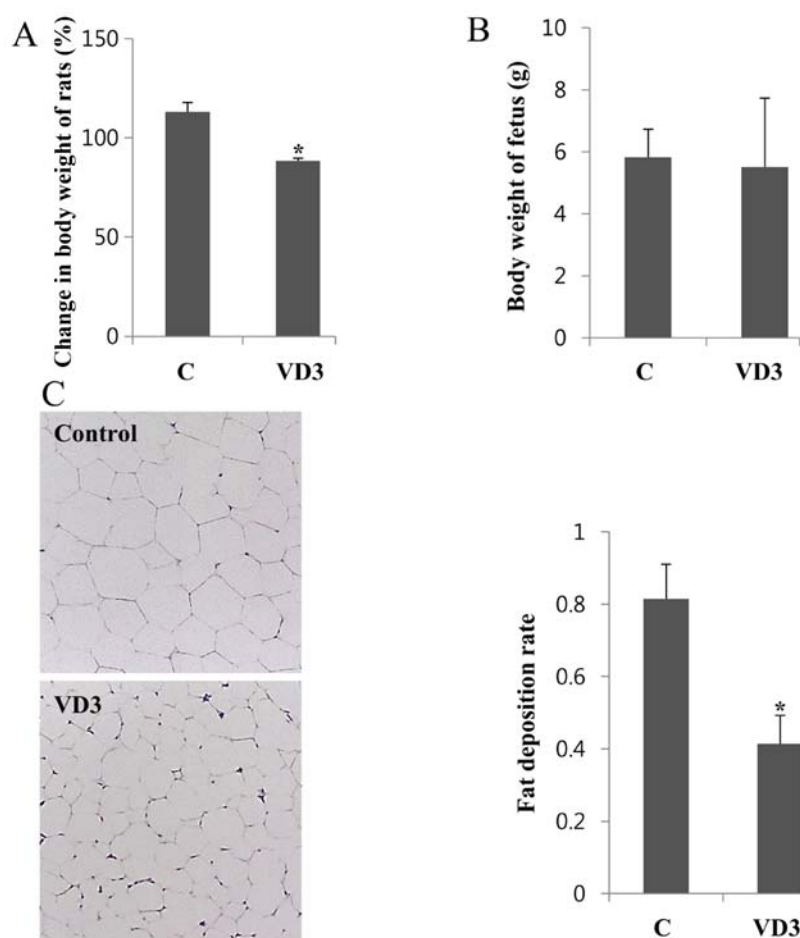 A
Change in body weight of rats (%)
150
100
50
0
*
C
VD3
B
Body weight of fetus (g)
10
8
6
4
6
0
C
VD3
C
Control
VD3
Fat deposition rate
1
0.8
0.6
0.4
0.2
0
*
C
VD3